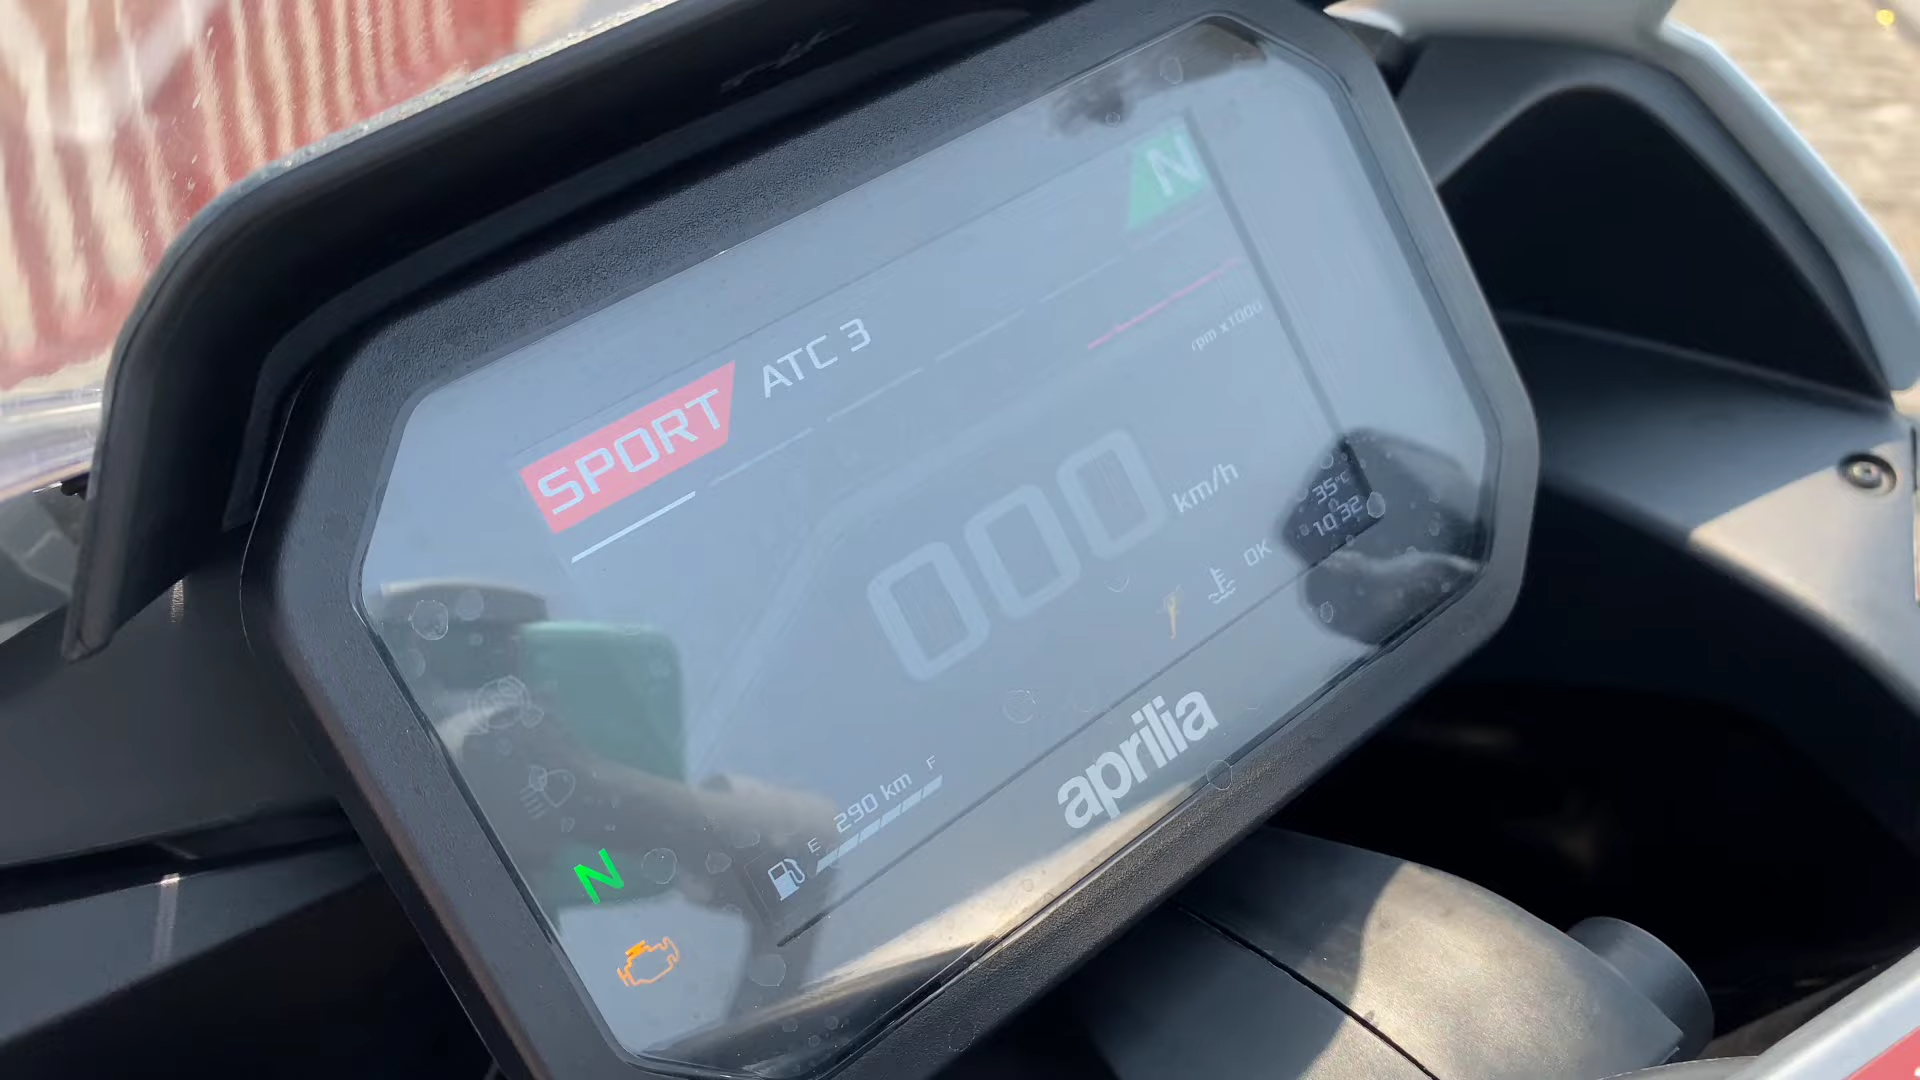 N
SPORT ATC 3
rpm x1000
000 km/h
35°C
10:32
OK
E 290 km F
aprilia
N